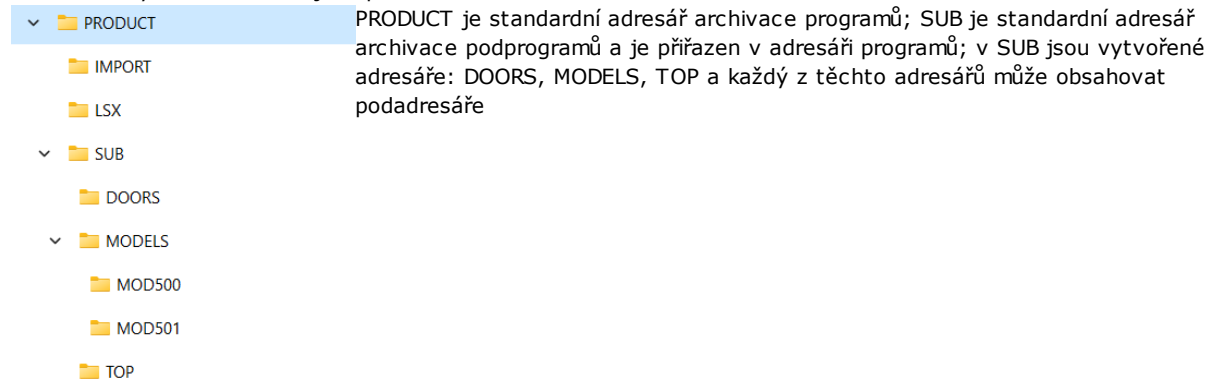 PRODUCT
IMPORT
LSX
SUB
DOORS
MODELS
MOD500
MOD501
TOP
PRODUCT je standardní adresář archivace programů; SUB je standardní adresář
archivace podprogramů a je přiřazen v adresáři programů; v SUB jsou vytvořené
adresáře: DOORS, MODELS, TOP a každý z těchto adresářů může obsahovat
podadresáře